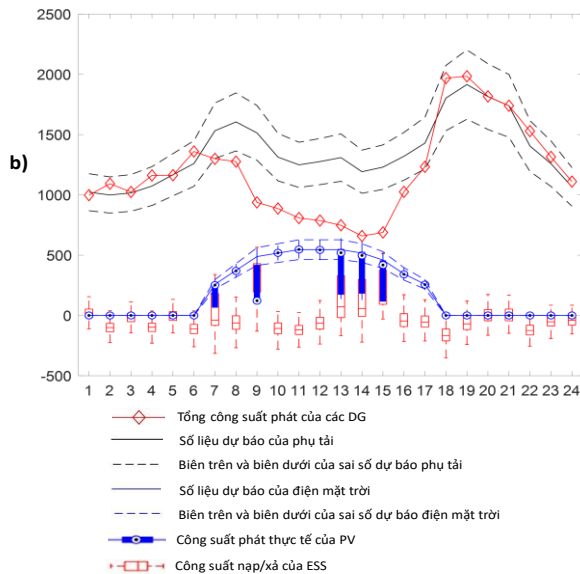 2500
2000
1500
b)
1000
500
0
-500
1 2 3 4 5 6 7 8 9 10 11 12 13 14 15 16 17 18 19 20 21 22 23 24
Tổng công suất phát của các DG
Số liệu dự báo của phụ tải
Biên trên và biên dưới của sai số dự báo phụ tải
Số liệu dự báo của điện mặt trời
Biên trên và biên dưới của sai số dự báo điện mặt trời
Công suất phát thực tế của PV
Công suất nạp/xả của ESS